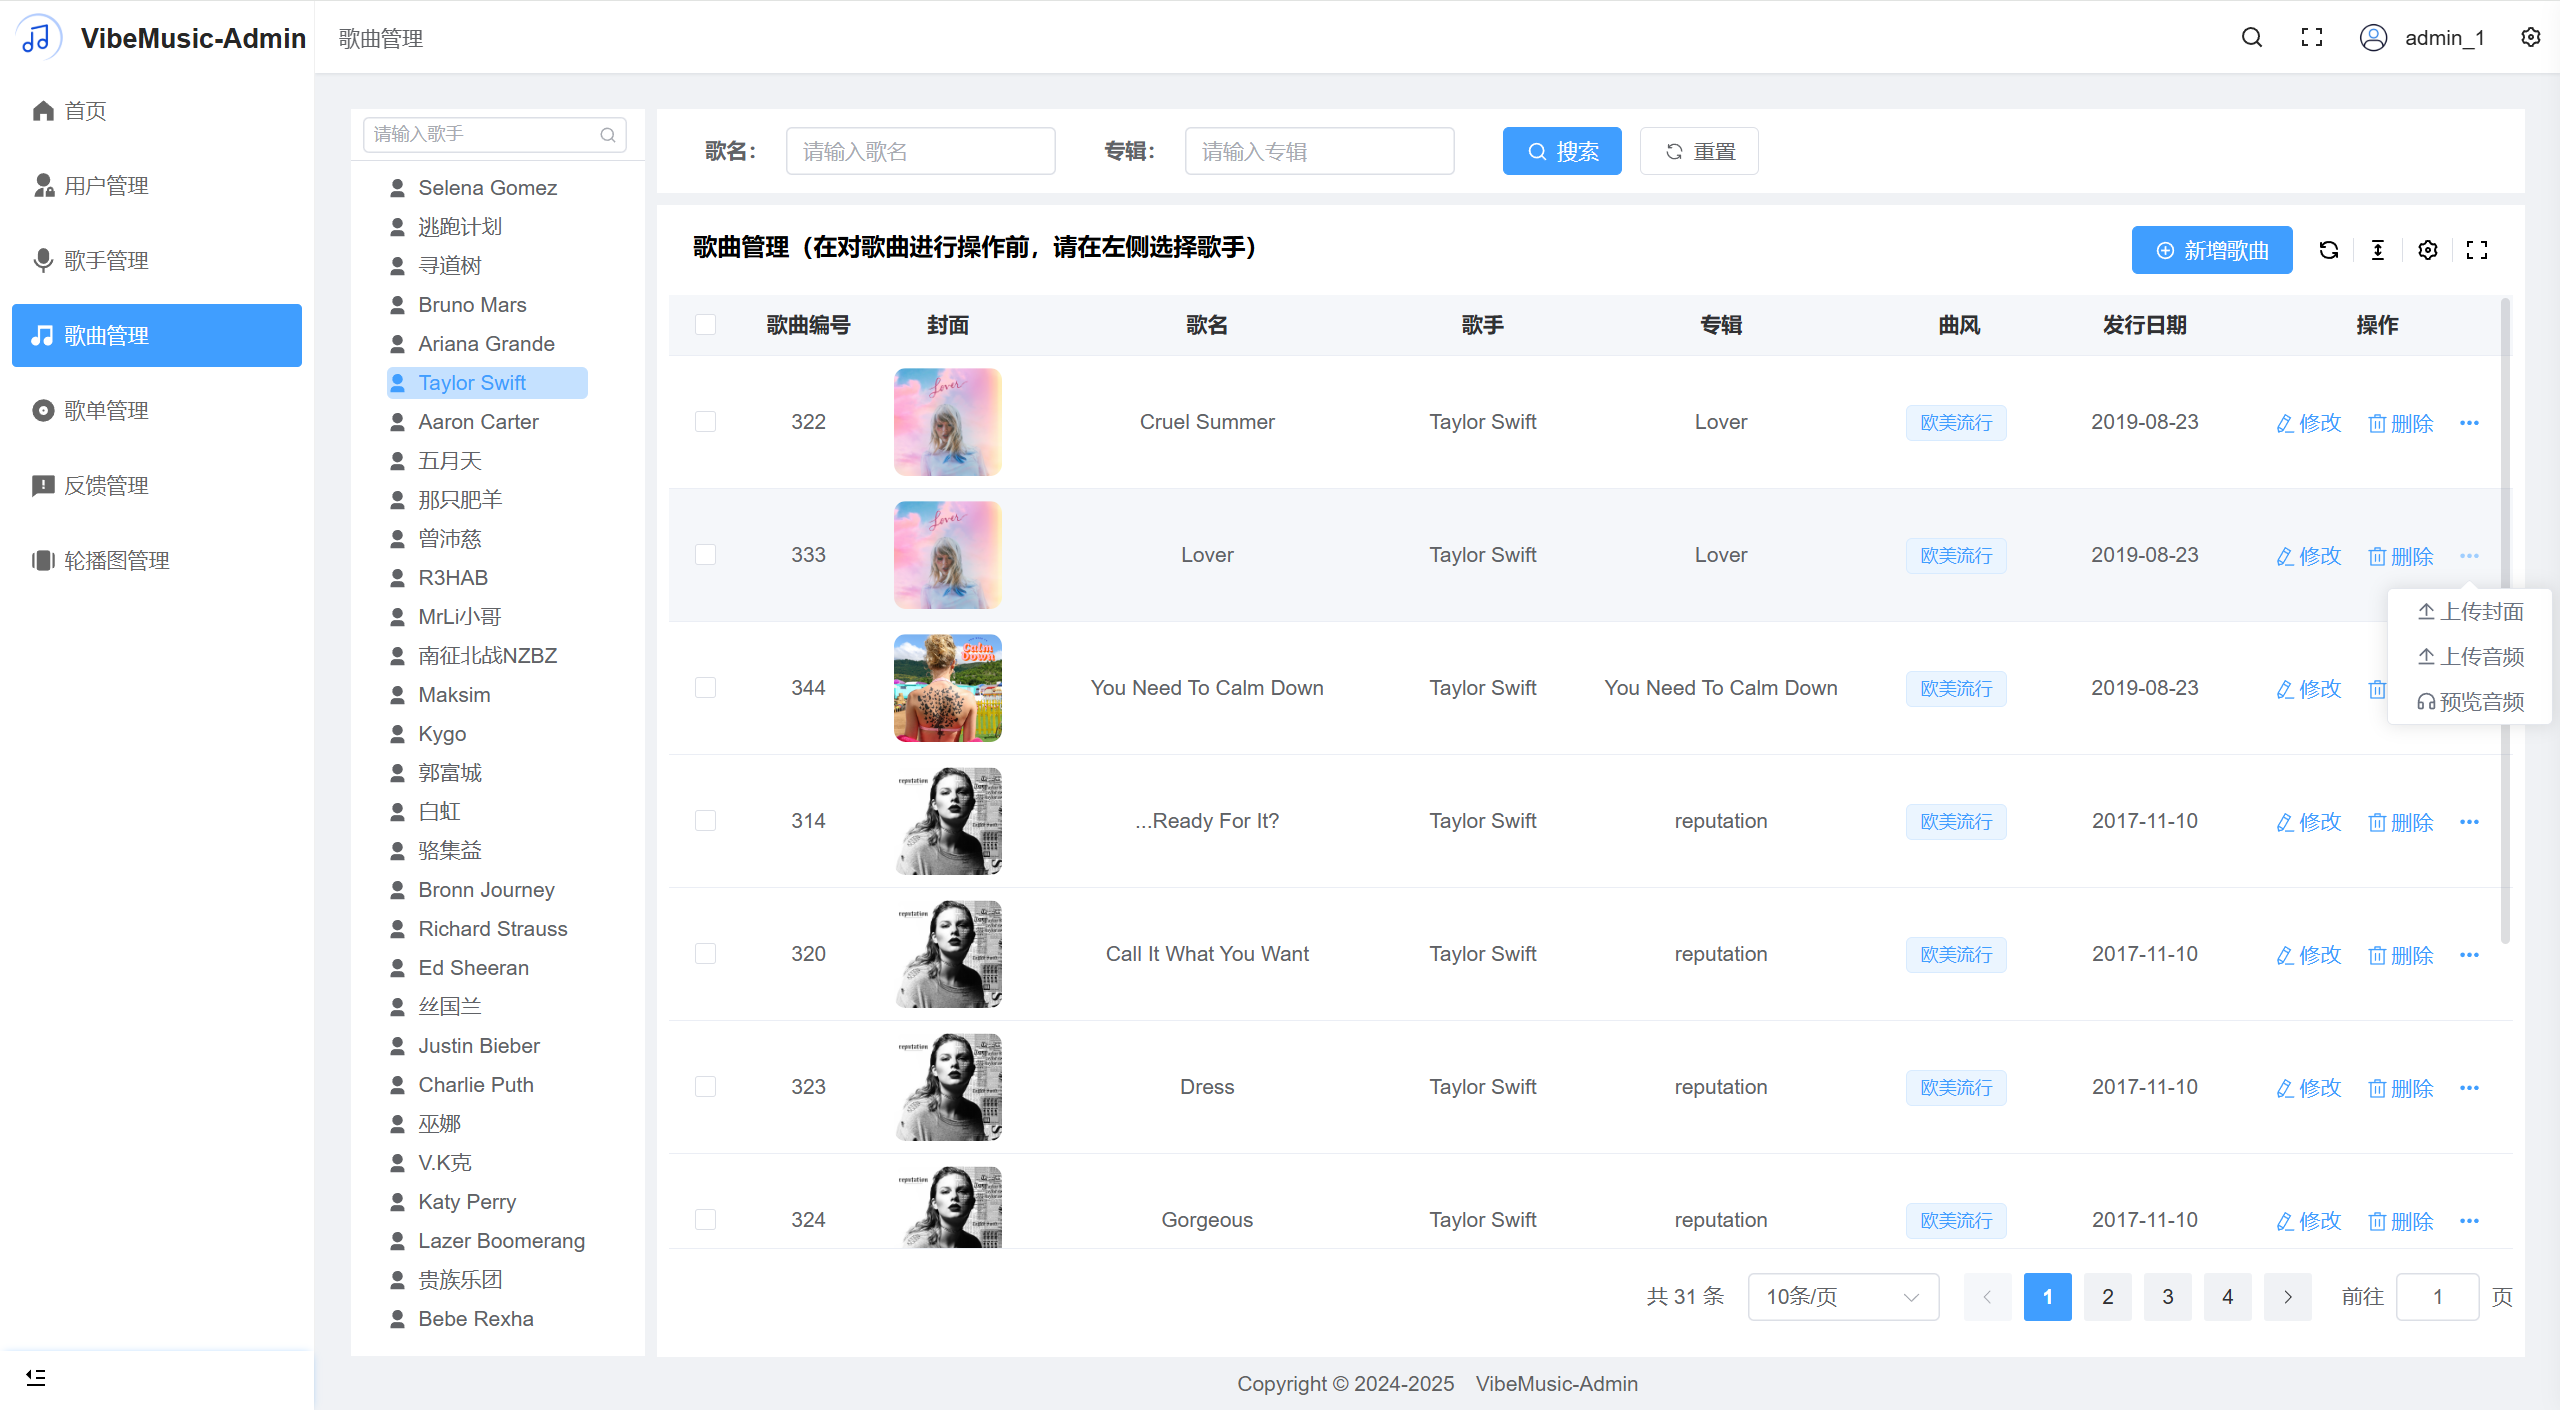 VibeMusic-Admin
歌曲管理
admin_1
首页
用户管理
歌手管理
歌曲管理
歌单管理
反馈管理
轮播图管理
请输入歌手
Selena Gomez
逃跑计划
寻道树
Bruno Mars
Ariana Grande
Taylor Swift
Aaron Carter
五月天
那只肥羊
曾沛慈
R3HAB
MrLi小哥
南征北战NZBZ
Maksim
Kygo
郭富城
白虹
骆集益
Bronn Journey
Richard Strauss
Ed Sheeran
丝国兰
Justin Bieber
Charlie Puth
巫娜
V.K克
Katy Perry
Lazer Boomerang
贵族乐团
Bebe Rexha
歌名： 请输入歌名 专辑： 请输入专辑 搜索 重置
歌曲管理（在对歌曲进行操作前，请在左侧选择歌手） 新增歌曲
歌曲编号 封面 歌名 歌手 专辑 曲风 发行日期 操作
322 Lover Cruel Summer Taylor Swift Lover 欧美流行 2019-08-23 修改 删除
333 Lover Lover Taylor Swift Lover 欧美流行 2019-08-23 修改 删除
上传封面
上传音频
预览音频
344 Calm Down You Need To Calm Down Taylor Swift You Need To Calm Down 欧美流行 2019-08-23 修改
314 reputation ...Ready For It? Taylor Swift reputation 欧美流行 2017-11-10 修改 删除
320 reputation Call It What You Want Taylor Swift reputation 欧美流行 2017-11-10 修改 删除
323 reputation Dress Taylor Swift reputation 欧美流行 2017-11-10 修改 删除
324 reputation Gorgeous Taylor Swift reputation 欧美流行 2017-11-10 修改 删除
共 31 条 10条/页 1 2 3 4 前往 1 页
Copyright © 2024-2025 VibeMusic-Admin